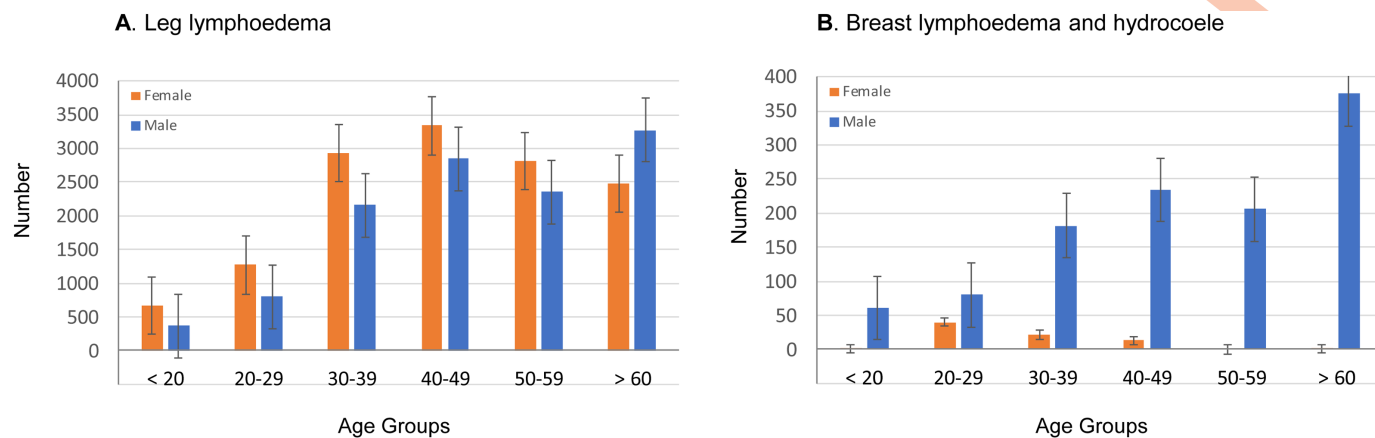 A. Leg lymphoedema
4000
3500
3000
2500
2000
1500
1000
500
0
Number
Female
Male
< 20 20-29 30-39 40-49 50-59 > 60
Age Groups
B. Breast lymphoedema and hydrocoele
400
350
300
250
200
150
100
50
0
Number
Female
Male
< 20 20-29 30-39 40-49 50-59 > 60
Age Groups